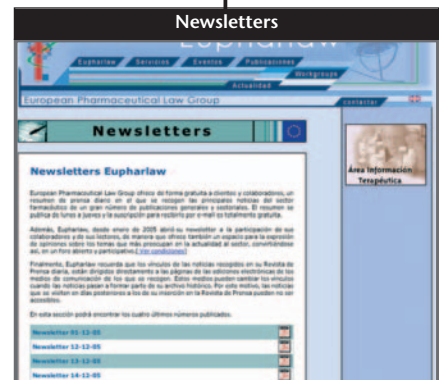 Newsletters
Eupharlaw
Eupharlaw Servicios Eventos Publicaciones
Workgroups
Actualidad
European Pharmaceutical Law Group
contactar
Newsletters
Área Información
Terapéutica
Newsletters Eupharlaw
European Pharmaceutical Law Group ofrece de forma gratuita a clientes y colaboradores, un
resumen de prensa diario en el que se recogen las principales noticias del sector
farmacéutico de un gran número de publicaciones generales y sectoriales. El resumen se
publica de lunes a jueves y la suscripción para recibirlo por e-mail es totalmente gratuita.
Además, Eupharlaw, desde enero de 2005 abrió su newsletter a la participación de sus
colaboradores y de sus lectores, de manera que ofrece también un espacio para la expresión
de opiniones sobre los temas que más preocupan en la actualidad al sector, convirtiéndose
así, en un foro abierto y participativo.( Ver condiciones)
Finalmente, Eupharlaw recuerda que los vínculos de las noticias recogidos en su Revista de
Prensa diaria, están dirigidos directamente a las páginas de las ediciones electrónicas de los
medios de comunicación de los que se recogen. Estos medios pueden cambiar los vínculos
cuando las noticias pasan a formar parte de su archivo histórico. Por este motivo, las noticias
que se visiten en días posteriores a los de su inserción en la Revista de Prensa pueden no ser
accesibles.
En esta sección podrá encontrar los cuatro últimos números publicados.
Newsletter 01-12-05
Newsletter 12-12-05
Newsletter 13-12-05
Newsletter 14-12-05